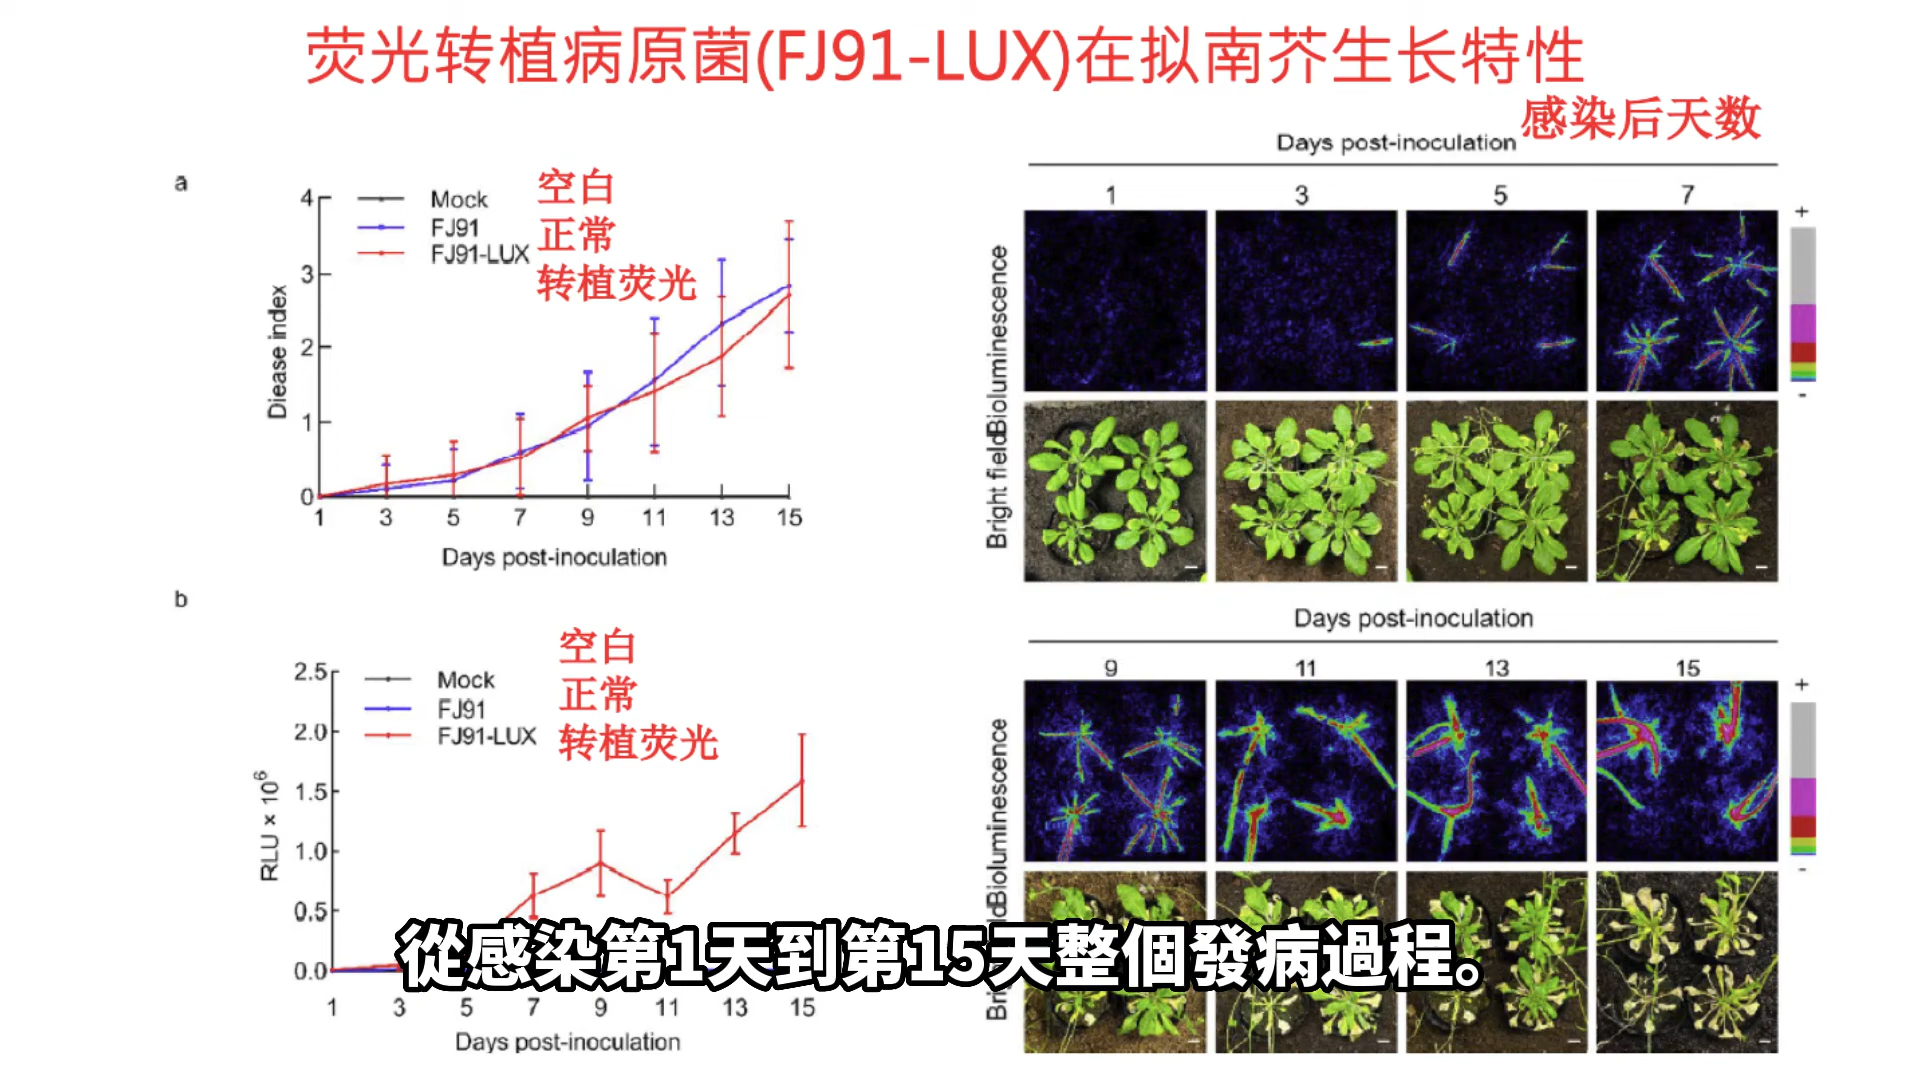 荧光转植病原菌(FJ91-LUX)在拟南芥生长特性
感染后天数
a
4
3
2
1
0
Diease index
Mock 空白
FJ91 正常
FJ91-LUX 转植荧光
1 3 5 7 9 11 13 15
Days post-inoculation
b
2.5
2.0
1.5
1.0
0.5
0.0
RLU × 10⁶
Mock 空白
FJ91 正常
FJ91-LUX 转植荧光
1 3 5 7 9 11 13 15
Days post-inoculation
Days post-inoculation
1 3 5 7
Bioluminescence
Bright field
+
-
Days post-inoculation
9 11 13 15
Bioluminescence
+
-
從感染第1天到第15天整個發病過程。